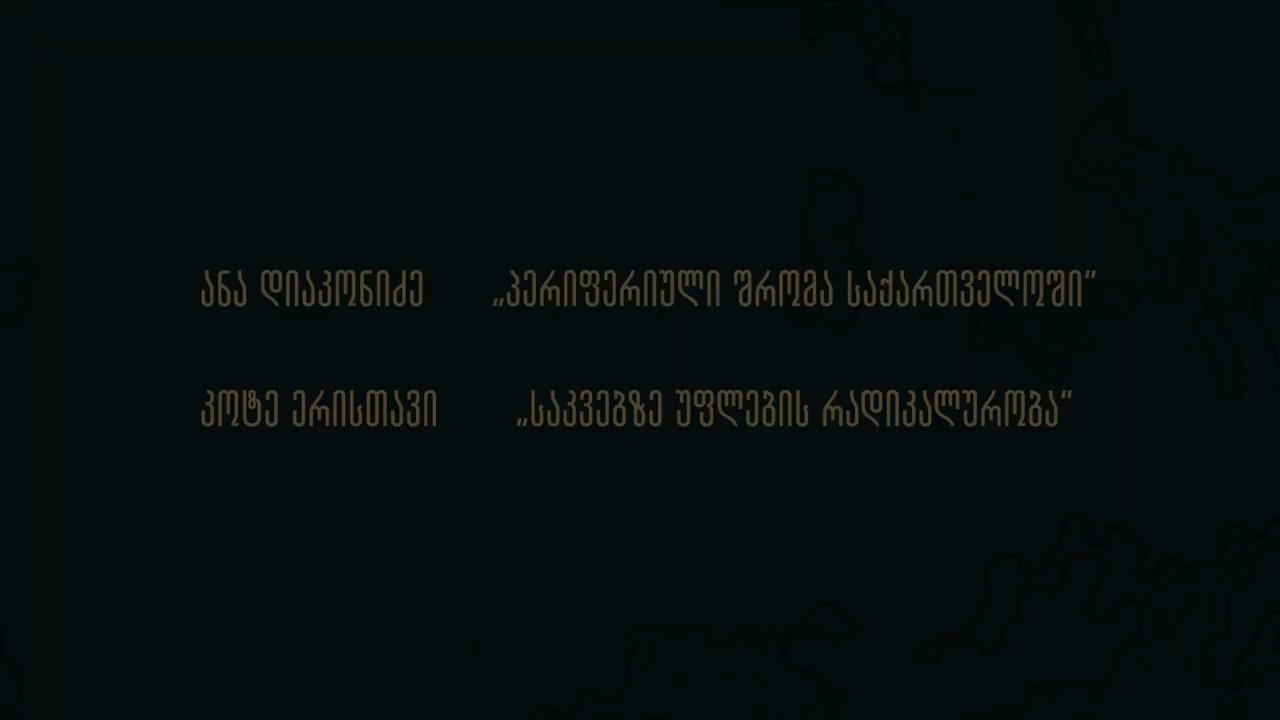 ანა დიაკონიძე „პერიფერიული შრომა საქართველოში“
კოტე ერისთავი „საკვებზე უფლების რადიკალურობა“